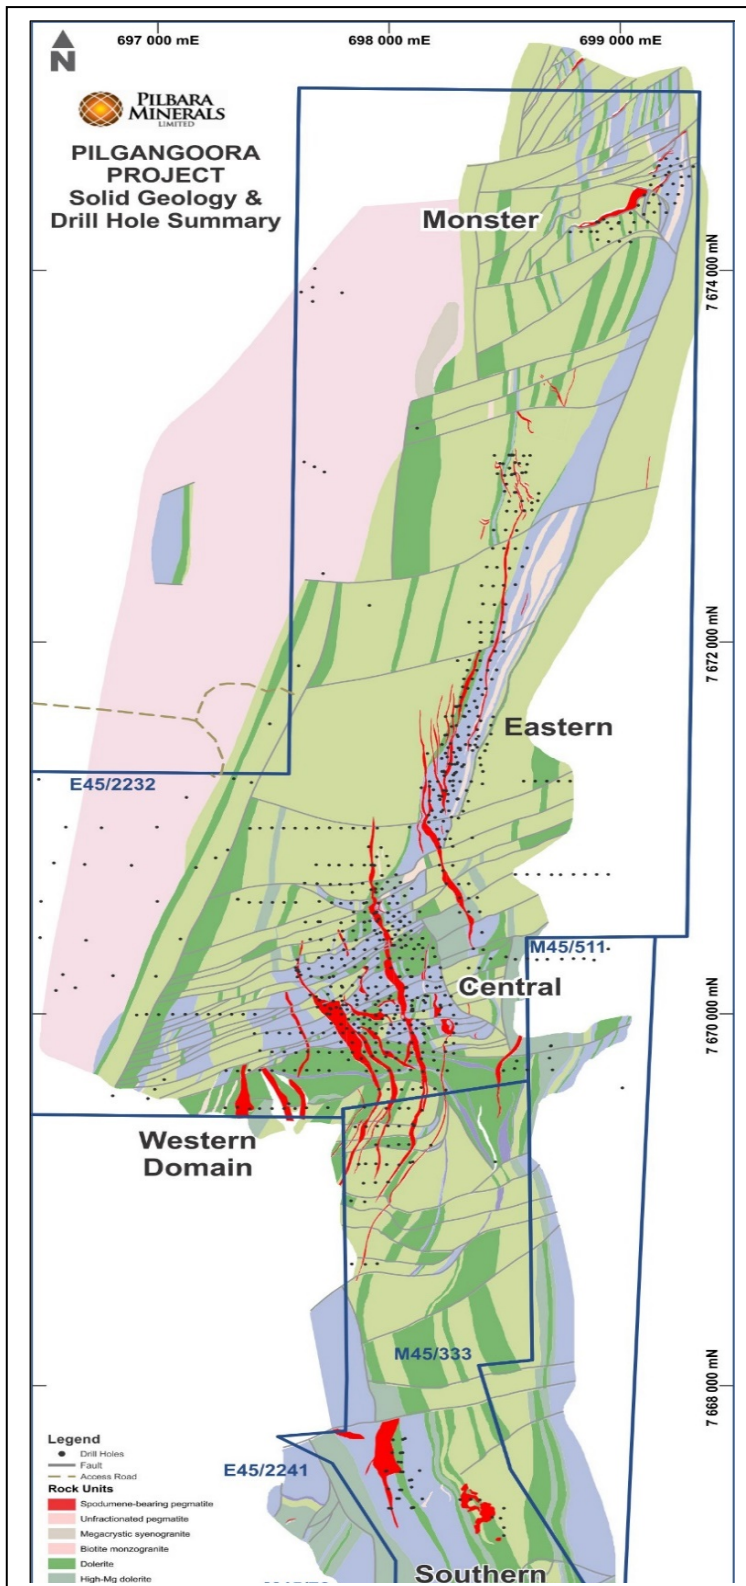 697 000 mE
698 000 mE
699 000 mE
N
PILBARA
MINERALS
LIMITED
PILGANGOORA
PROJECT
Solid Geology &
Drill Hole Summary
Monster
7 674 000 mN
7 672 000 mN
Eastern
E45/2232
M45/511
Central
7 670 000 mN
Western
Domain
M45/333
7 668 000 mN
E45/2241
Legend
Drill Holes
Fault
Access Road
Rock Units
Spodumene-bearing pegmatite
Unfractionated pegmatite
Megacrystic syenogranite
Biotite monzogranite
Dolerite
High-Mg dolerite
Southern